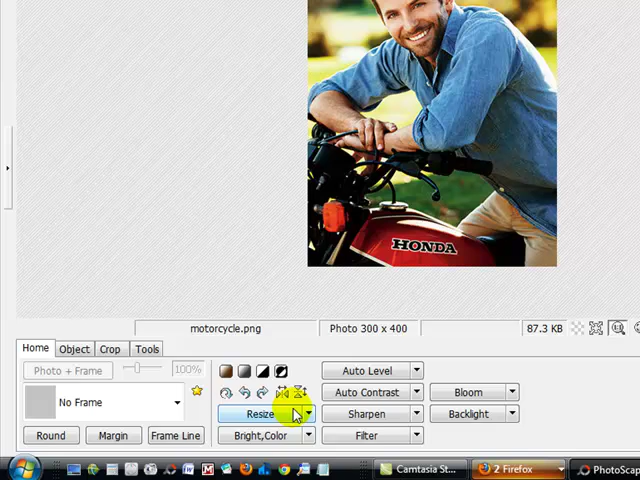 HONDA
motorcycle.png Photo 300 x 400 87.3 KB
Home Object Crop Tools
Photo + Frame 100% Auto Level
No Frame Auto Contrast Bloom
Resize Sharpen Backlight
Round Margin Frame Line Bright,Color Filter
Camtasia St... 2 Firefox PhotoScap